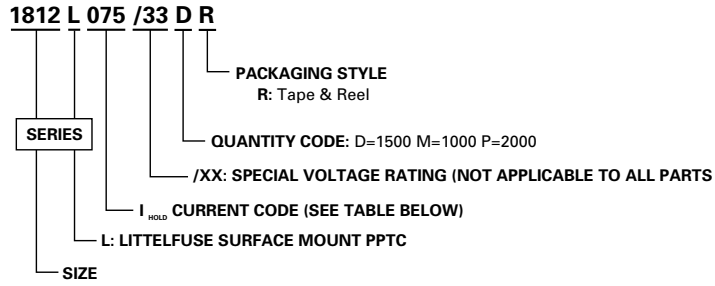 1812 L 075 /33 D R
PACKAGING STYLE
R: Tape & Reel
SERIES
QUANTITY CODE: D=1500 M=1000 P=2000
/XX: SPECIAL VOLTAGE RATING (NOT APPLICABLE TO ALL PARTS
I HOLD CURRENT CODE (SEE TABLE BELOW)
L: LITTELFUSE SURFACE MOUNT PPTC
SIZE